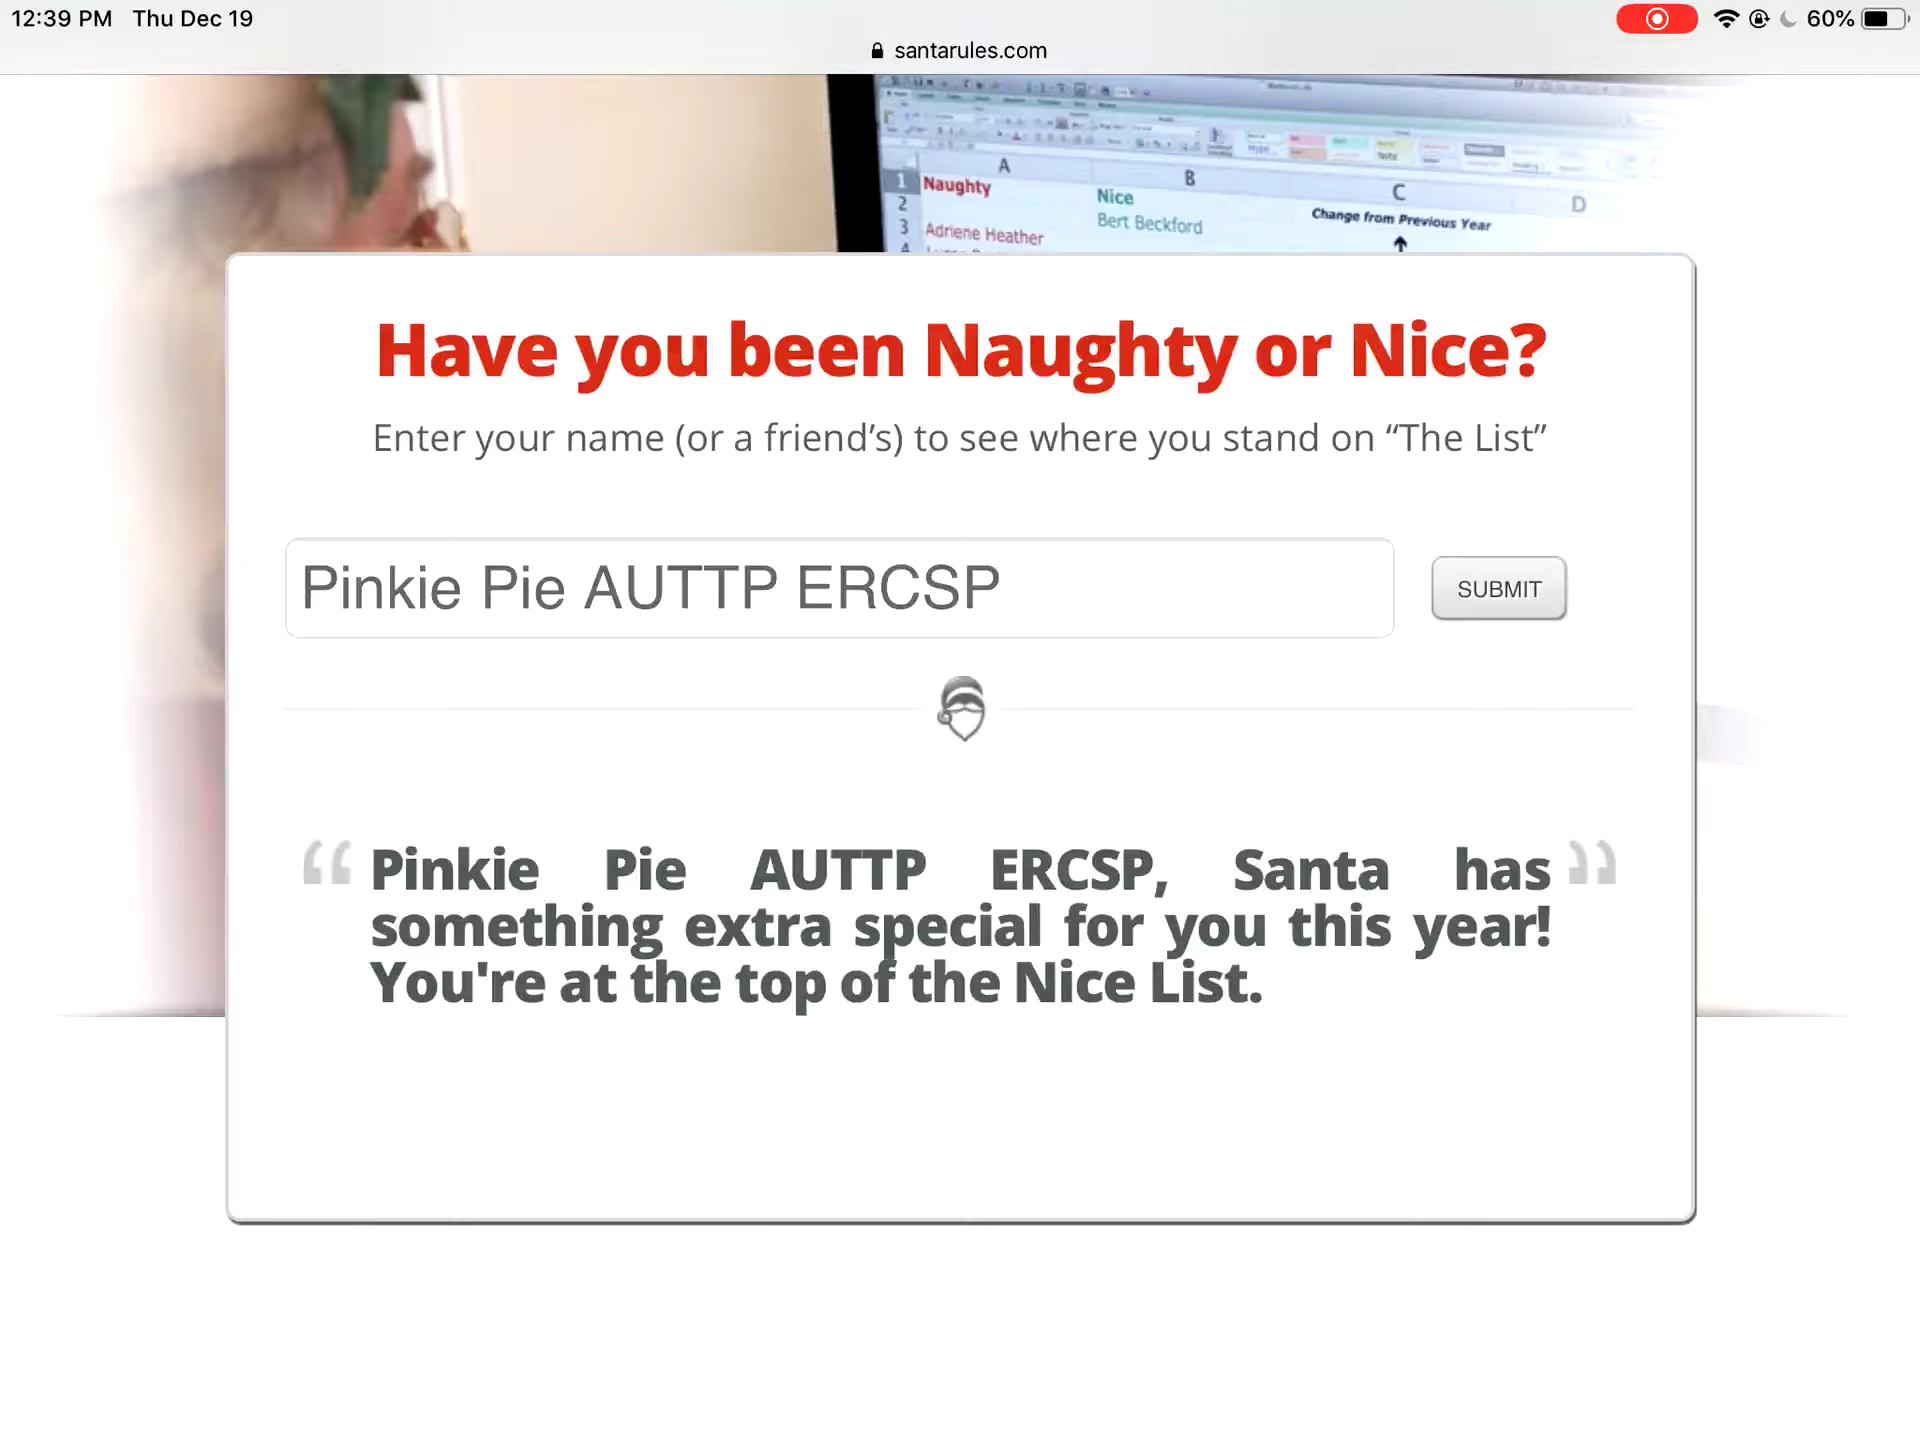 12:39 PM Thu Dec 19
60%
santarules.com
A
B
C
D
1 Naughty
Nice
Change from Previous Year
2
Bert Beckford
3
Adriene Heather
4
Have you been Naughty or Nice?
Enter your name (or a friend’s) to see where you stand on “The List”
Pinkie Pie AUTTP ERCSP
SUBMIT
“ Pinkie Pie AUTTP ERCSP, Santa has ”
something extra special for you this year!
You're at the top of the Nice List.